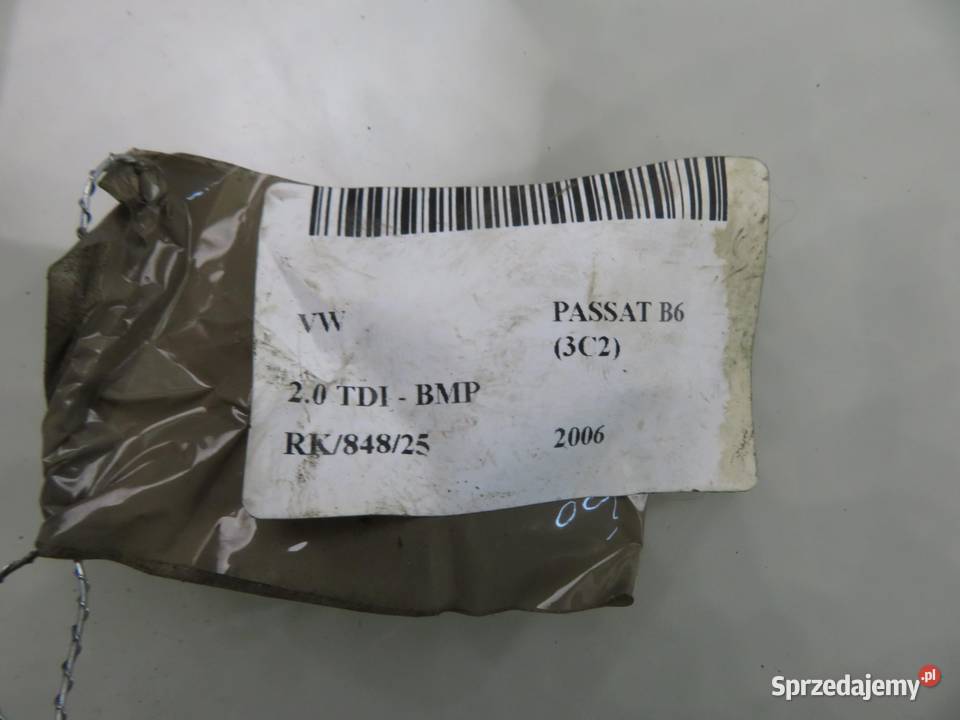 VW PASSAT B6
(3C2)
2.0 TDI - BMP
RK/848/25 2006
Sprzedajemy.pl